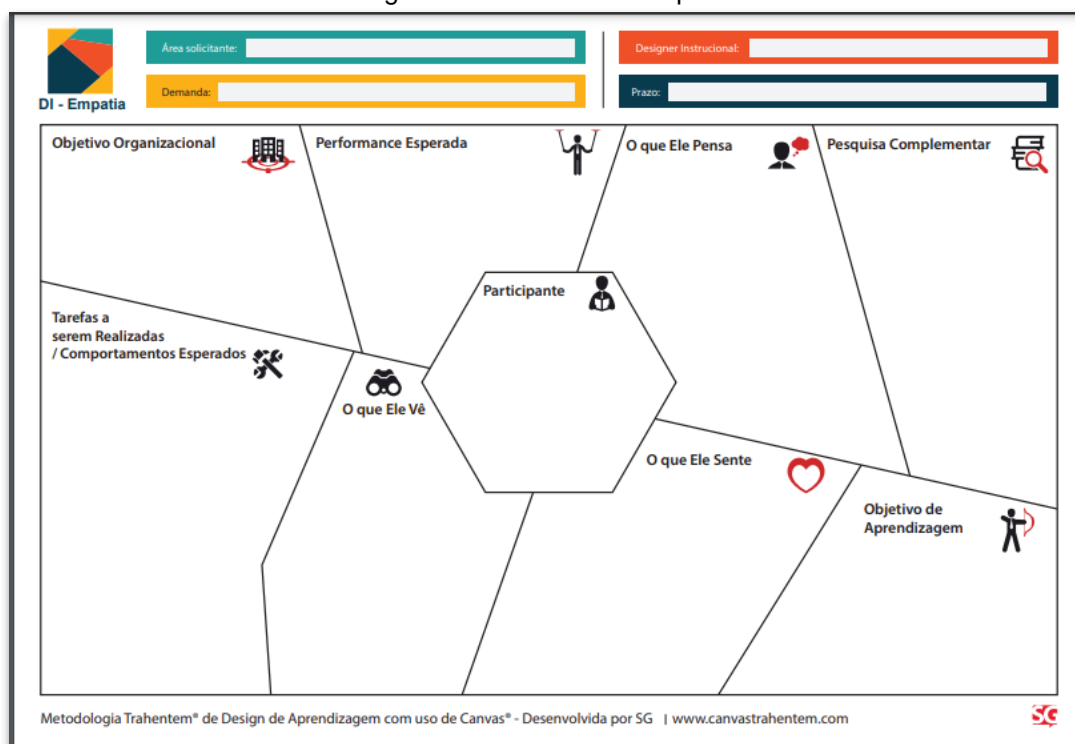 DI - Empatia
Área solicitante:
Demanda:
Designer Instrucional:
Prazo:
Objetivo Organizacional
Performance Esperada
O que Ele Pensa
Pesquisa Complementar
Participante
Tarefas a
serem Realizadas
/ Comportamentos Esperados
O que Ele Vê
O que Ele Sente
Objetivo de
Aprendizagem
Metodologia Trahentem® de Design de Aprendizagem com uso de Canvas® - Desenvolvida por SG | www.canvastrahentem.com
SG